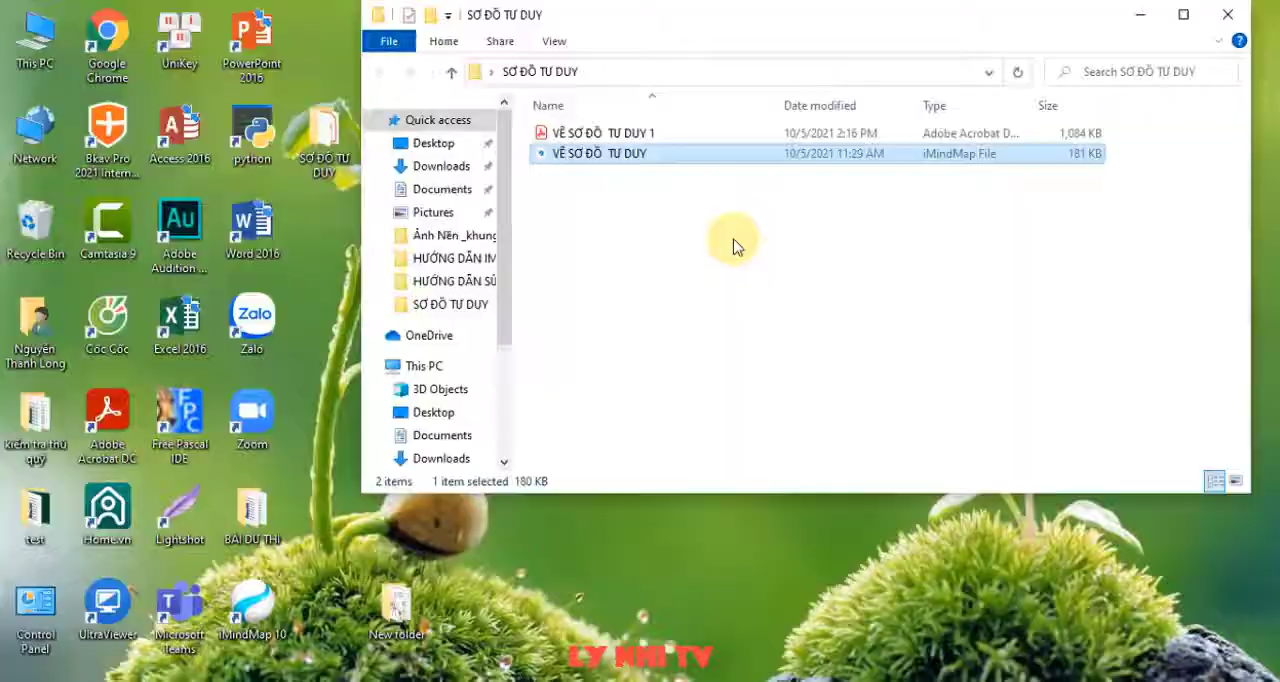 SƠ ĐỒ TƯ DUY
File Home Share View
SƠ ĐỒ TƯ DUY
Search SƠ ĐỒ TƯ DUY
Name Date modified Type Size
VẼ SƠ ĐỒ TƯ DUY 1 10/5/2021 2:16 PM Adobe Acrobat D... 1,084 KB
VẼ SƠ ĐỒ TƯ DUY 10/5/2021 11:29 AM iMindMap File 181 KB
Quick access
Desktop
Downloads
Documents
Pictures
Ảnh Nền _khung
HƯỚNG DẪN IM
HƯỚNG DẪN SỬ
SƠ ĐỒ TƯ DUY
OneDrive
This PC
3D Objects
Desktop
Documents
Downloads
2 items 1 item selected 180 KB
This PC
Google
Chrome
UniKey
PowerPoint
2016
Network
Bkav Pro
2021 Intern...
Access 2016
python
SƠ ĐỒ TƯ
DUY
Recycle Bin
Camtasia 9
Adobe
Audition ...
Word 2016
Nguyễn
Thanh Long
Cốc Cốc
Excel 2016
Zalo
kiểm tra thủ
quỹ
Adobe
Acrobat DC
Free Pascal
IDE
Zoom
test
Home.vn
Lightshot
BÀI DỰ THI
Control
Panel
UltraViewer
Microsoft
Teams
iMindMap 10
New folder
LY NHI TV